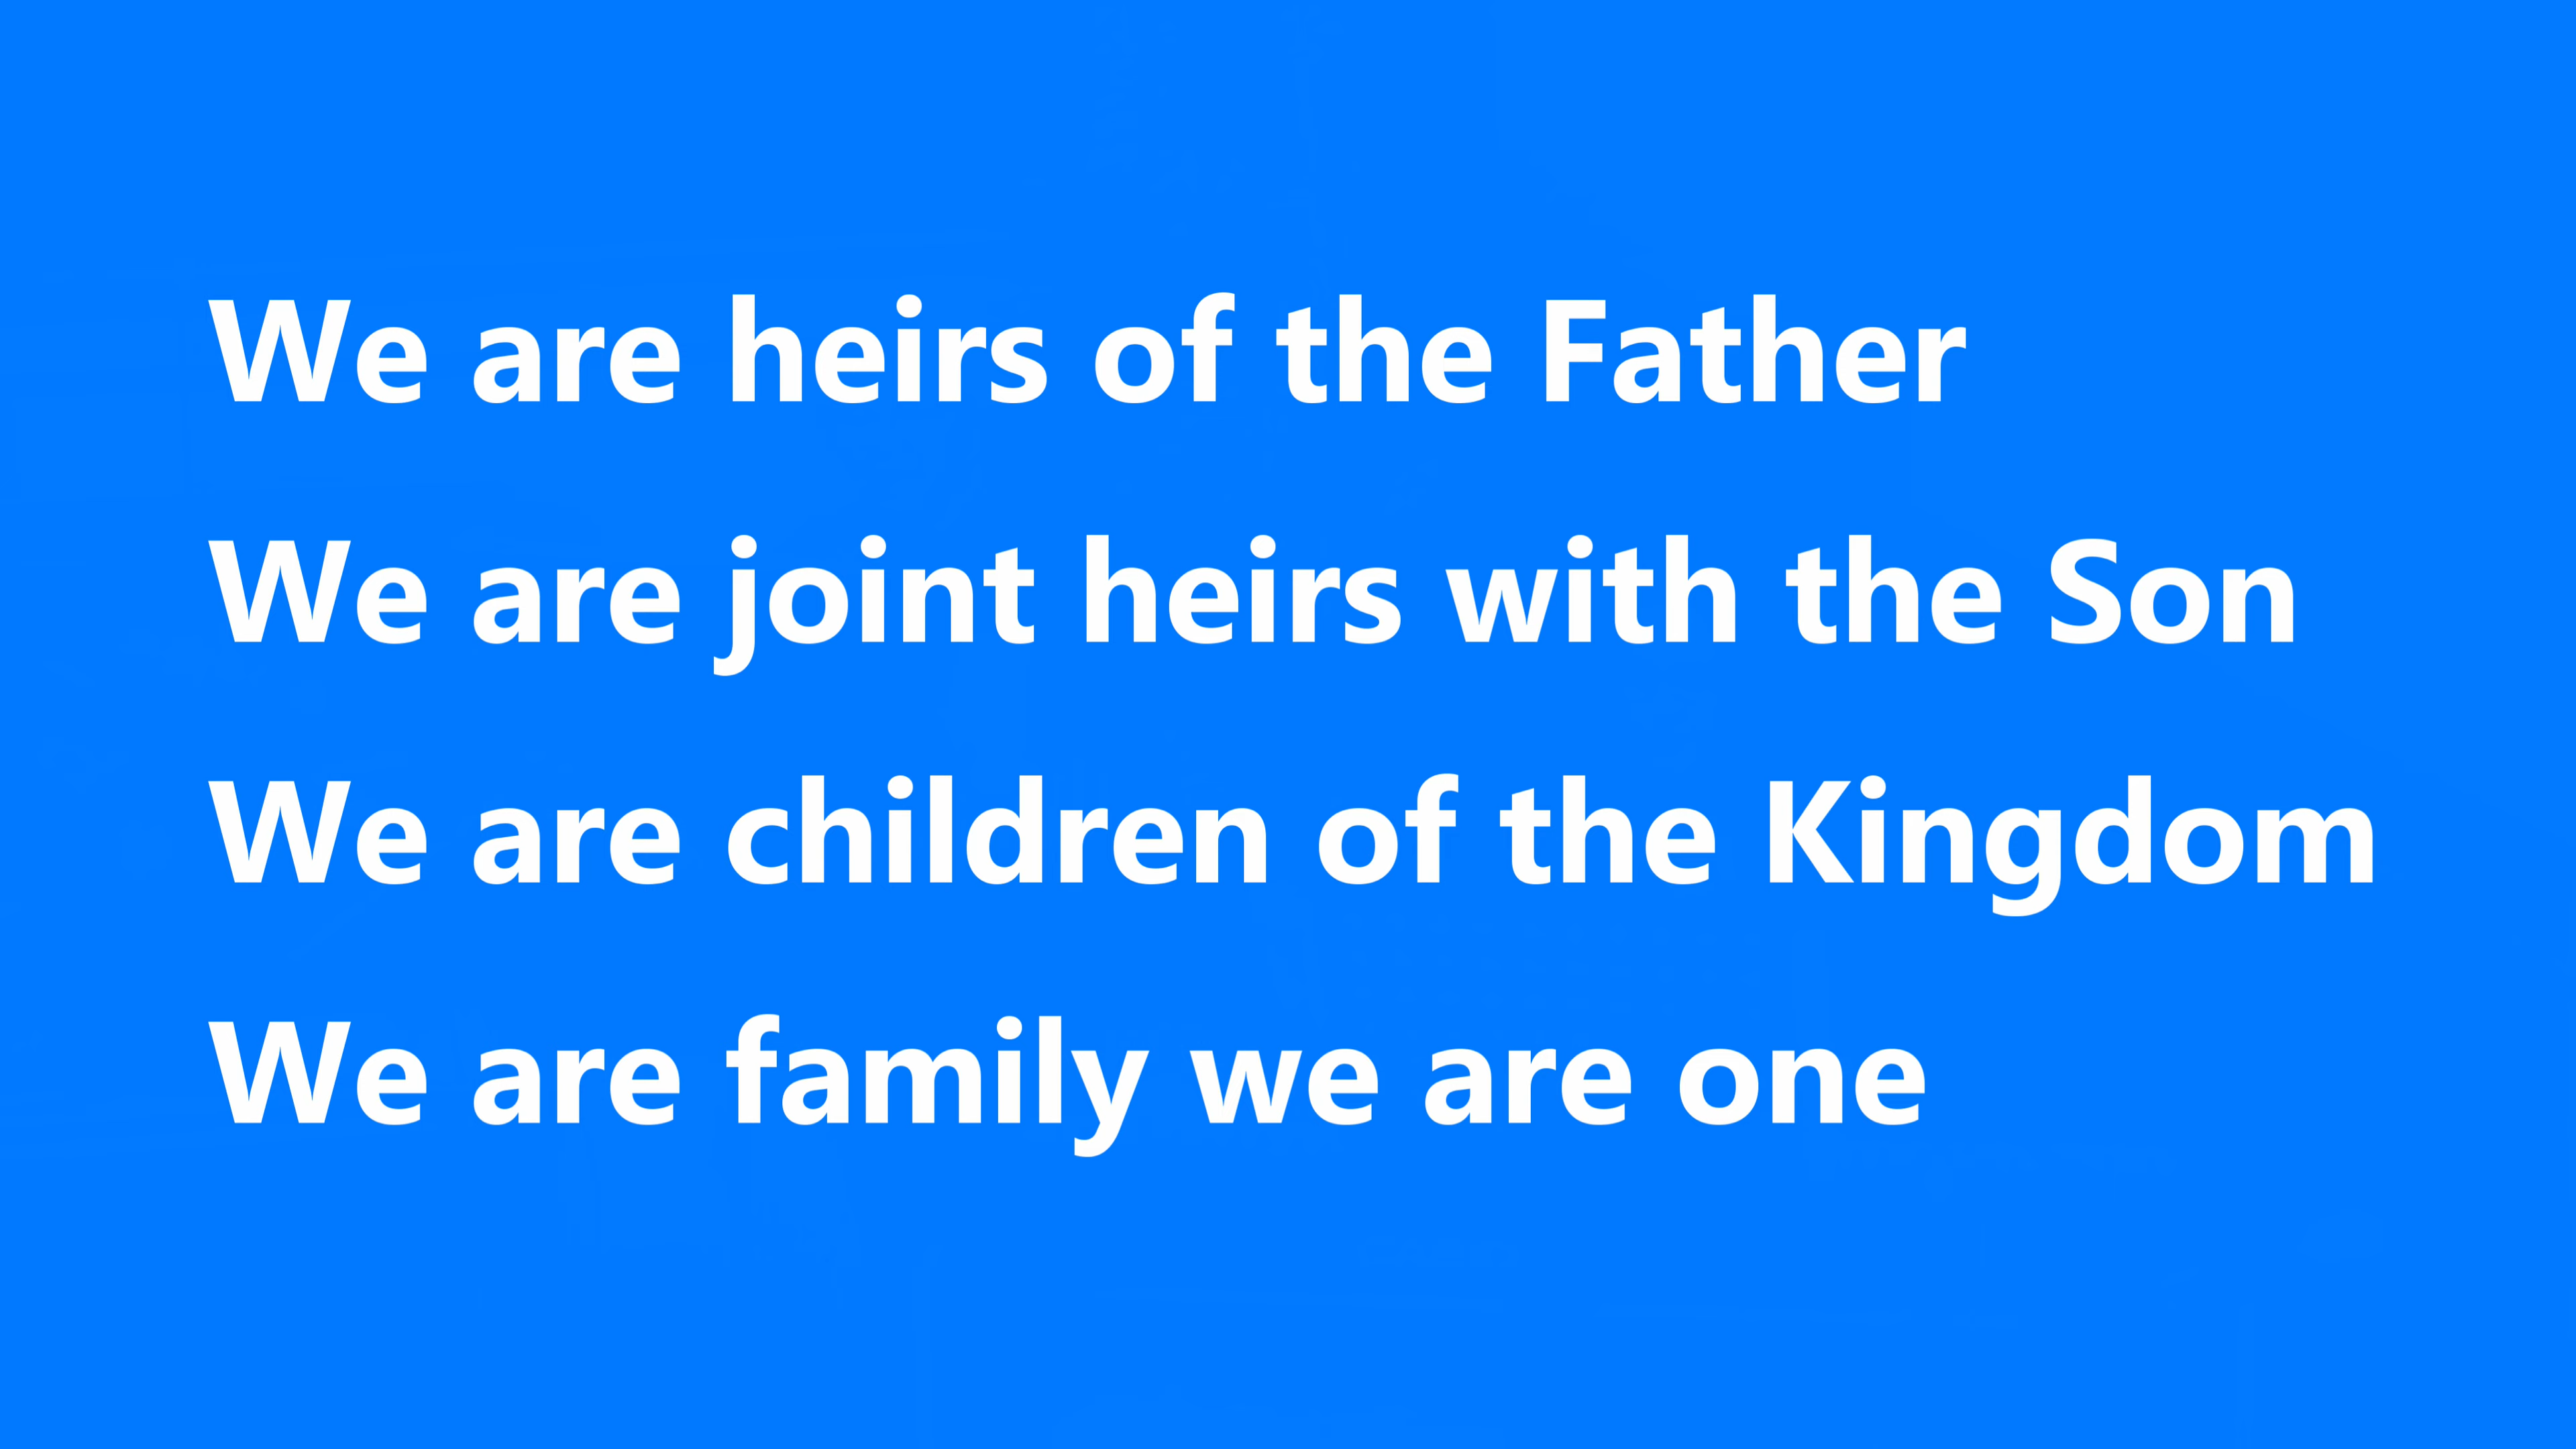 We are heirs of the Father
We are joint heirs with the Son
We are children of the Kingdom
We are family we are one